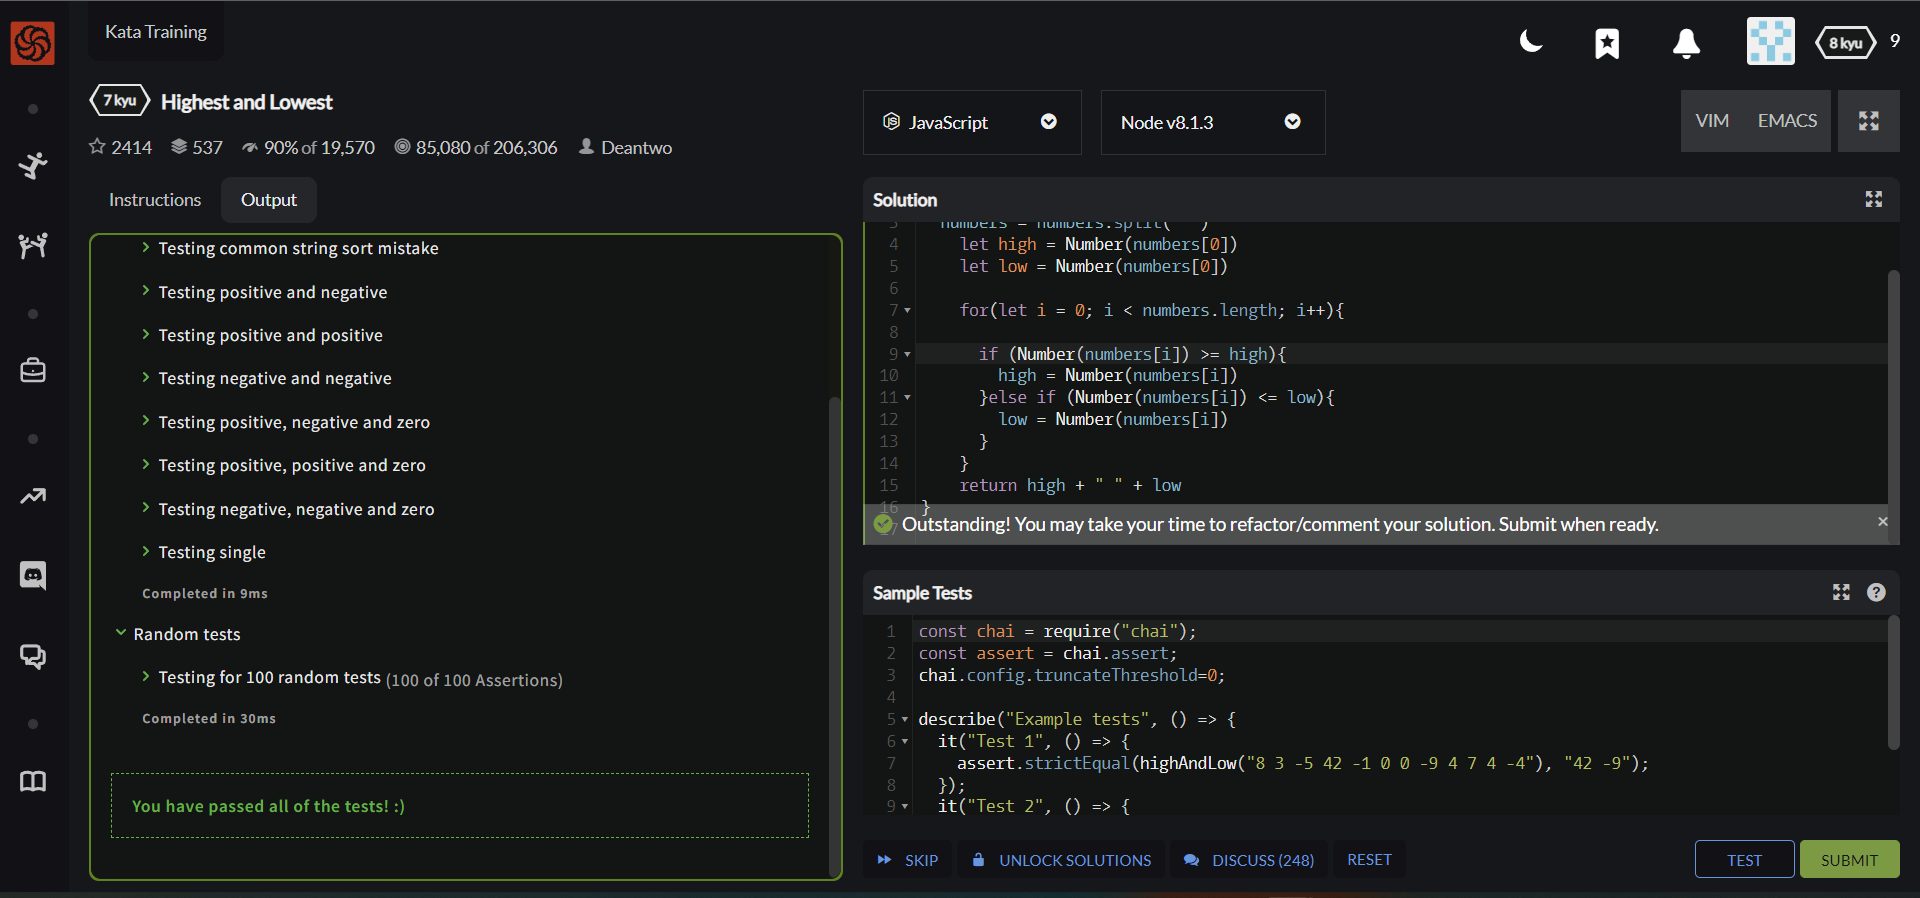 Kata Training
8 kyu
9
7 kyu
Highest and Lowest
2414
537
90% of 19,570
85,080 of 206,306
Deantwo
JavaScript
Node v8.1.3
VIM
EMACS
Instructions
Output
Testing common string sort mistake
Testing positive and negative
Testing positive and positive
Testing negative and negative
Testing positive, negative and zero
Testing positive, positive and zero
Testing negative, negative and zero
Testing single
Completed in 9ms
Random tests
Testing for 100 random tests (100 of 100 Assertions)
Completed in 30ms
You have passed all of the tests! :)
Solution
3 numbers = numbers.split(" ")
4 let high = Number(numbers[0])
5 let low = Number(numbers[0])
6
7 for(let i = 0; i < numbers.length; i++){
8
9 if (Number(numbers[i]) >= high){
10 high = Number(numbers[i])
11 }else if (Number(numbers[i]) <= low){
12 low = Number(numbers[i])
13 }
14 }
15 return high + " " + low
16 }
17
Outstanding! You may take your time to refactor/comment your solution. Submit when ready.
Sample Tests
1 const chai = require("chai");
2 const assert = chai.assert;
3 chai.config.truncateThreshold=0;
4
5 describe("Example tests", () => {
6 it("Test 1", () => {
7 assert.strictEqual(highAndLow("8 3 -5 42 -1 0 0 -9 4 7 4 -4"), "42 -9");
8 });
9 it("Test 2", () => {
SKIP
UNLOCK SOLUTIONS
DISCUSS (248)
RESET
TEST
SUBMIT